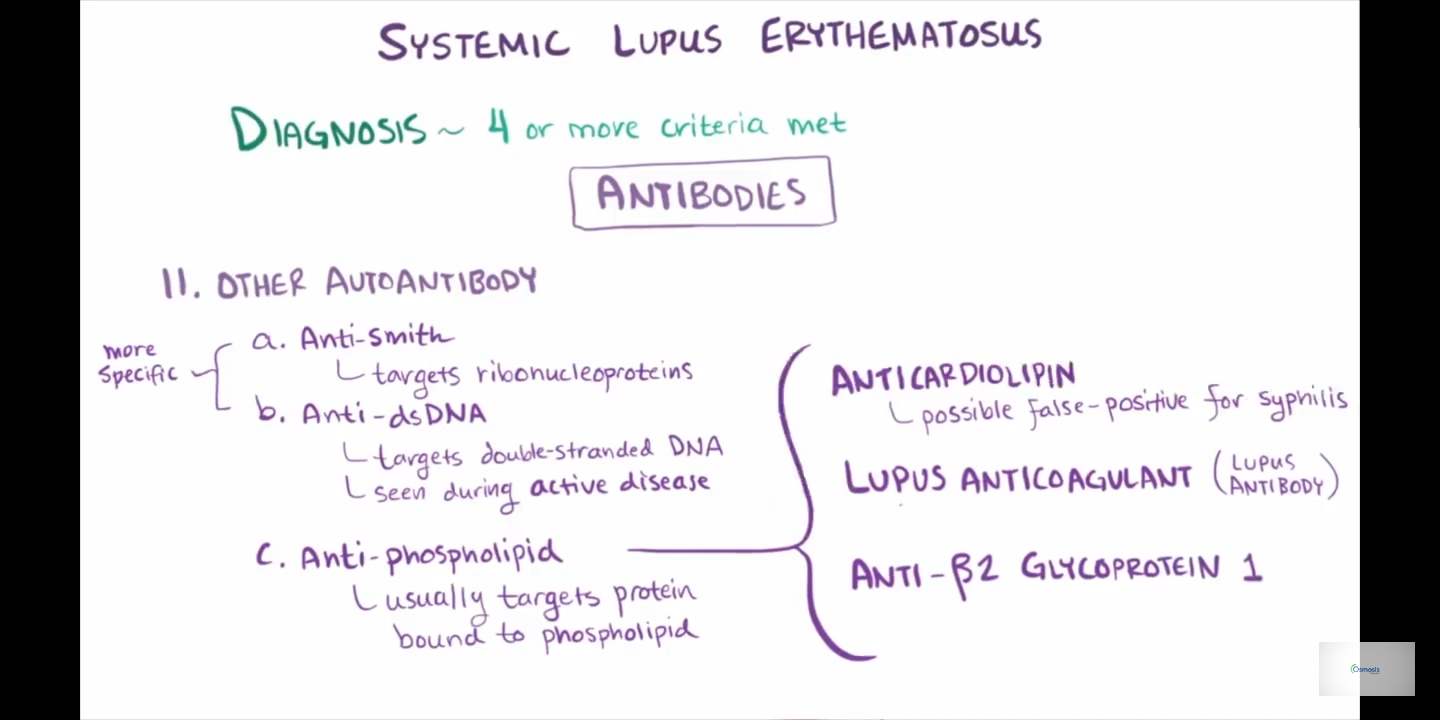 SYSTEMIC LUPUS ERYTHEMATOSUS
DIAGNOSIS ~ 4 or more criteria met
ANTIBODIES
11. OTHER AUTOANTIBODY
more
specific
a. Anti-smith
targets ribonucleoproteins
b. Anti-dsDNA
targets double-stranded DNA
seen during active disease
c. Anti-phospholipid
usually targets protein
bound to phospholipid
ANTICARDIOLIPIN
possible false-positive for syphilis
LUPUS ANTICOAGULANT (LUPUS
ANTIBODY)
ANTI-β2 GLYCOPROTEIN 1
Osmosis